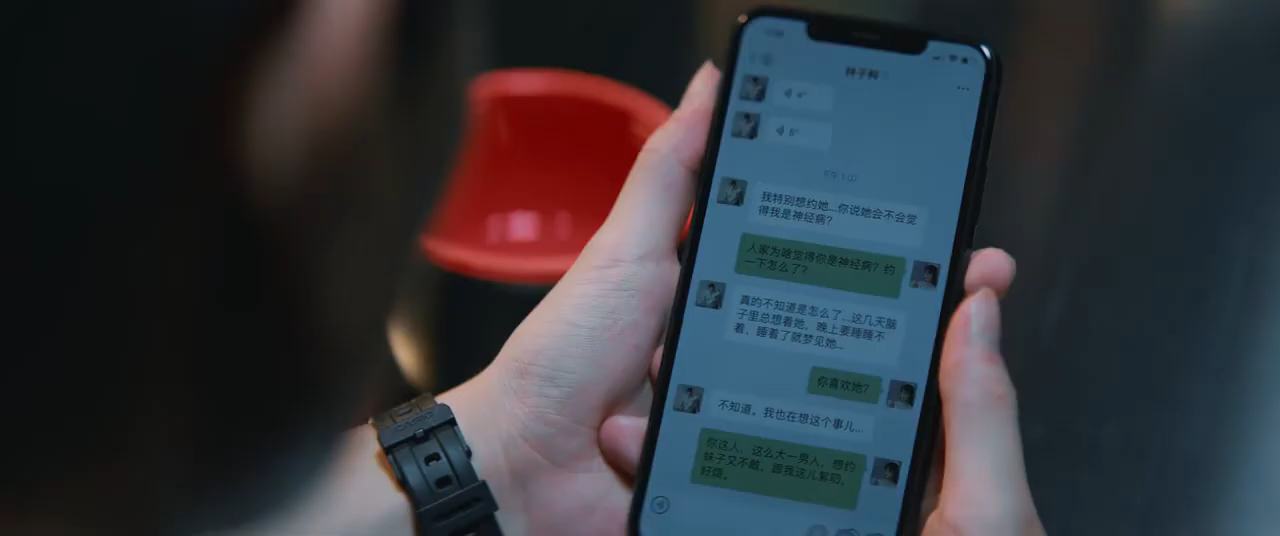 4"
6"
我特别想约她...你说她会不会觉
得我是神经病?
人家为啥觉得你是神经病?约
一下怎么了?
真的不知道是怎么了...这几天脑
子里总想着她,晚上要睡睡不
着、睡着了就梦见她...
你喜欢她?
不知道。我也在想这个事儿...
你这人,这么大一男人,想约
妹子又不敢,跟我这儿絮叨,
好烦。